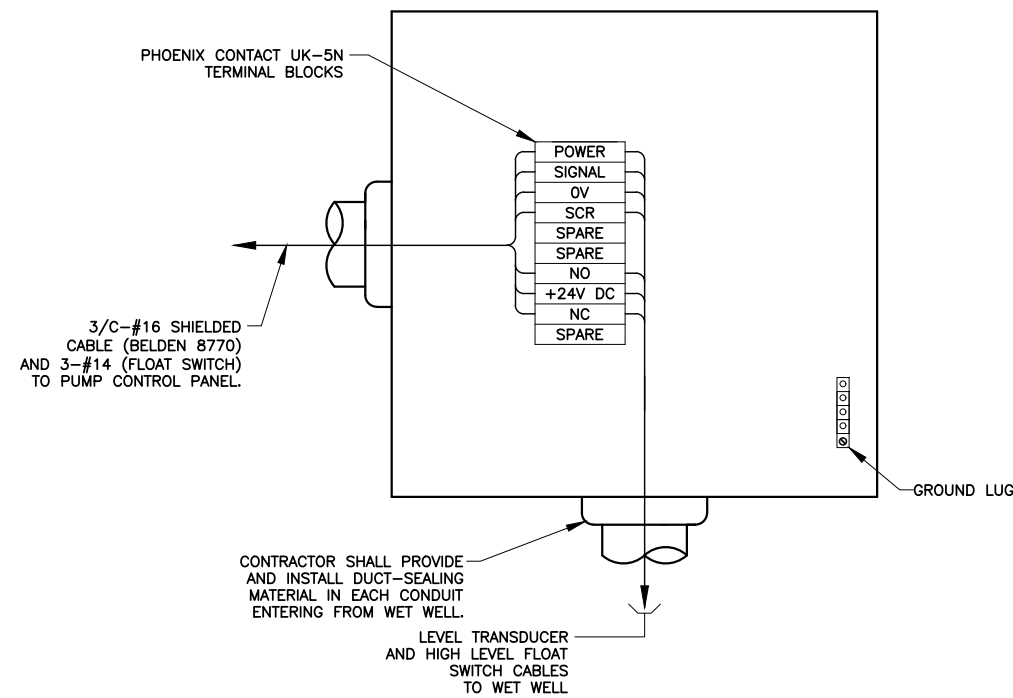 PHOENIX CONTACT UK-5N
TERMINAL BLOCKS
POWER
SIGNAL
0V
SCR
SPARE
SPARE
NO
+24V DC
NC
SPARE
3/C-#16 SHIELDED
CABLE (BELDEN 8770)
AND 3-#14 (FLOAT SWITCH)
TO PUMP CONTROL PANEL.
GROUND LUG
CONTRACTOR SHALL PROVIDE
AND INSTALL DUCT-SEALING
MATERIAL IN EACH CONDUIT
ENTERING FROM WET WELL.
LEVEL TRANSDUCER
AND HIGH LEVEL FLOAT
SWITCH CABLES
TO WET WELL